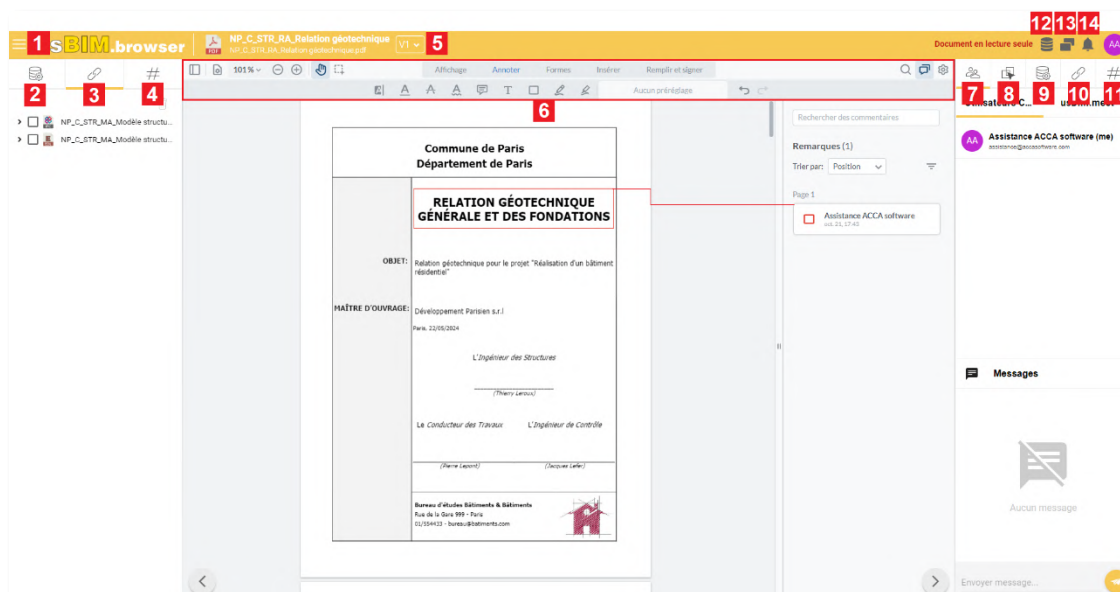 12 13 14
1 sBIM.browser
NP_C_STR_RA_Relation géotechnique
NP_C_STR_RA_Relation géotechnique.pdf
V1 5
Document en lecture seule
AA
2 3 4
101%
Affichage Annoter Formes Insérer Remplir et signer
T Aucun préréglage
6
7 8 9 10 11
NP_C_STR_MA_Modèle structu...
NP_C_STR_MA_Modèle structu...
Commune de Paris
Département de Paris
RELATION GÉOTECHNIQUE
GÉNÉRALE ET DES FONDATIONS
OBJET: Relation géotechnique pour le projet "Réalisation d'un bâtiment
résidentiel"
MAÎTRE D'OUVRAGE: Développement Parisien s.r.l
Paris, 22/05/2024
L'Ingénieur des Structures
(Thierry Leroux)
Le Conducteur des Travaux L'Ingénieur de Contrôle
(Pierre Lepont) (Jacques Lefer)
Bureau d'études Bâtiments & Bâtiments
Rue de la Gare 999 - Paris
01/554433 - bureau@batiments.com
Rechercher des commentaires
Remarques (1)
Trier par: Position
Page 1
Assistance ACCA software
oct. 21, 17:43
AA Assistance ACCA software (me)
assistance@accasoftware.com
Messages
Aucun message
Envoyer message...